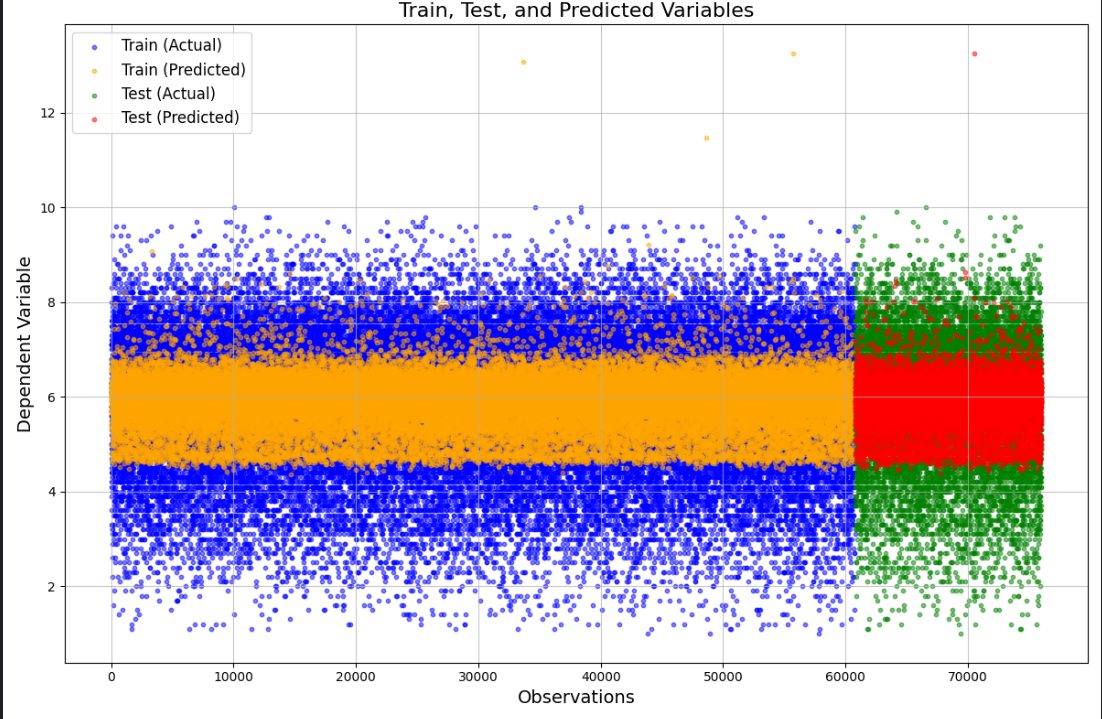 Train, Test, and Predicted Variables
Train (Actual)
Train (Predicted)
Test (Actual)
Test (Predicted)
Dependent Variable
12
10
8
6
4
2
0 10000 20000 30000 40000 50000 60000 70000
Observations